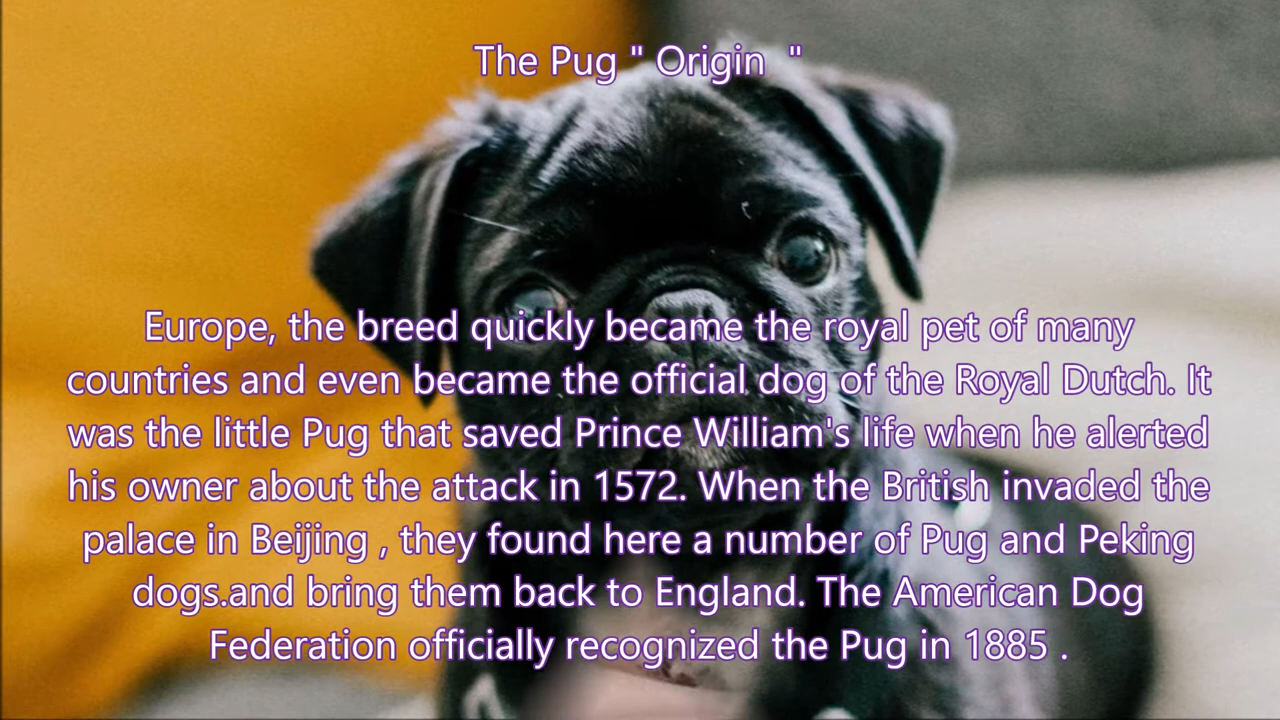 The Pug " Origin  "
Europe, the breed quickly became the royal pet of many
countries and even became the official dog of the Royal Dutch. It
was the little Pug that saved Prince William's life when he alerted
his owner about the attack in 1572. When the British invaded the
palace in Beijing , they found here a number of Pug and Peking
dogs.and bring them back to England. The American Dog
Federation officially recognized the Pug in 1885 .